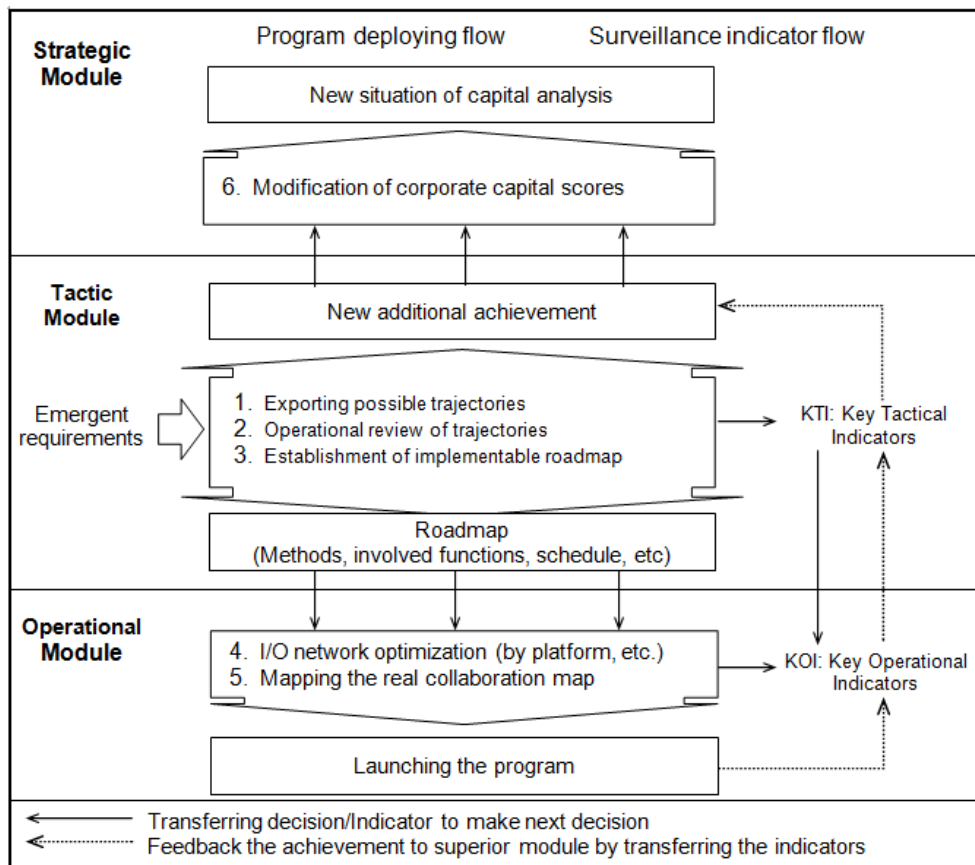 Strategic
Module
Program deploying flow
Surveillance indicator flow
New situation of capital analysis
6. Modification of corporate capital scores
Tactic
Module
New additional achievement
Emergent
requirements
1. Exporting possible trajectories
2. Operational review of trajectories
3. Establishment of implementable roadmap
KTI: Key Tactical
Indicators
Roadmap
(Methods, involved functions, schedule, etc)
Operational
Module
4. I/O network optimization (by platform, etc.)
5. Mapping the real collaboration map
KOI: Key Operational
Indicators
Launching the program
Transferring decision/Indicator to make next decision
Feedback the achievement to superior module by transferring the indicators